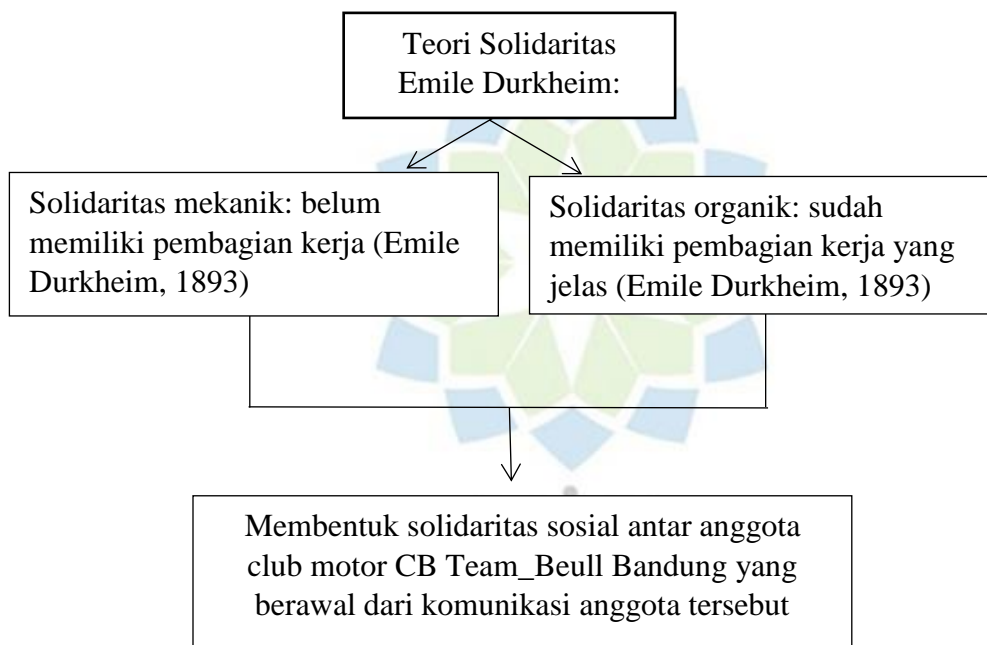 Teori Solidaritas
Emile Durkheim:
Solidaritas mekanik: belum
memiliki pembagian kerja (Emile
Durkheim, 1893)
Solidaritas organik: sudah
memiliki pembagian kerja yang
jelas (Emile Durkheim, 1893)
Membentuk solidaritas sosial antar anggota
club motor CB Team_Beull Bandung yang
berawal dari komunikasi anggota tersebut